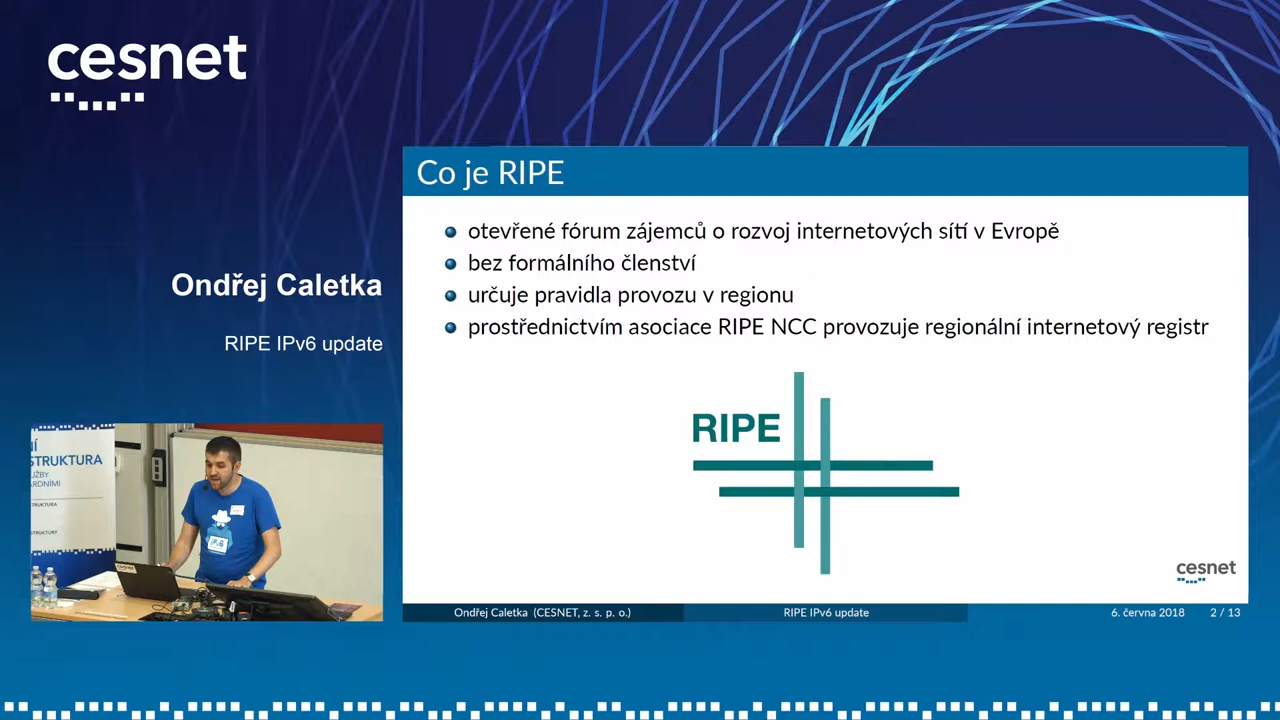 cesnet
Ondřej Caletka
RIPE IPv6 update
NÍ
STRUKTURA
Co je RIPE
otevřené fórum zájemců o rozvoj internetových sítí v Evropě
bez formálního členství
určuje pravidla provozu v regionu
prostřednictvím asociace RIPE NCC provozuje regionální internetový registr
RIPE
cesnet
Ondřej Caletka (CESNET, z. s. p. o.)
RIPE IPv6 update
6. června 2018
2 / 13